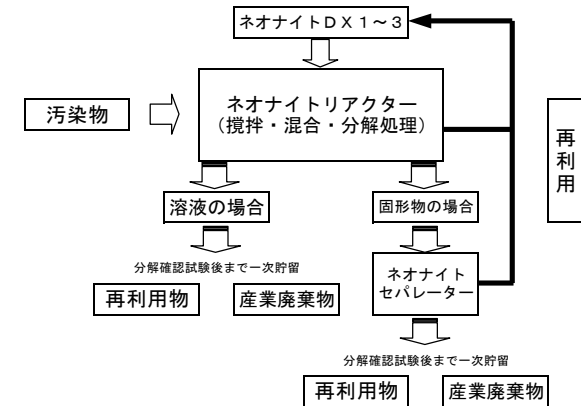 ネオナイトDX1～3
汚染物
ネオナイトリアクター
（撹拌・混合・分解処理）
再利用
溶液の場合
固形物の場合
分解確認試験後まで一次貯留
再利用物
産業廃棄物
ネオナイト
セパレーター
分解確認試験後まで一次貯留
再利用物
産業廃棄物